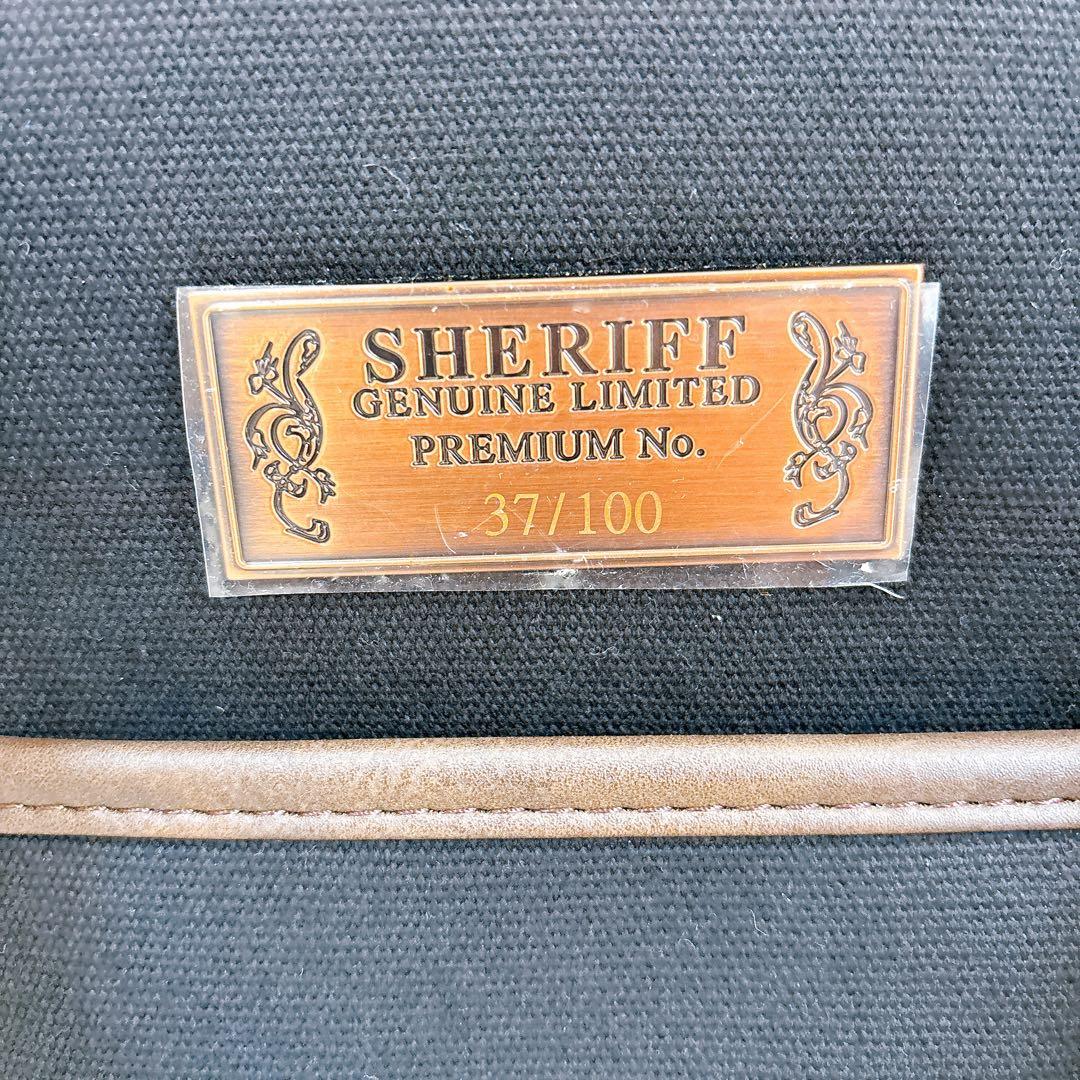 SHERIFF
GENUINE LIMITED
PREMIUM No.
37/100